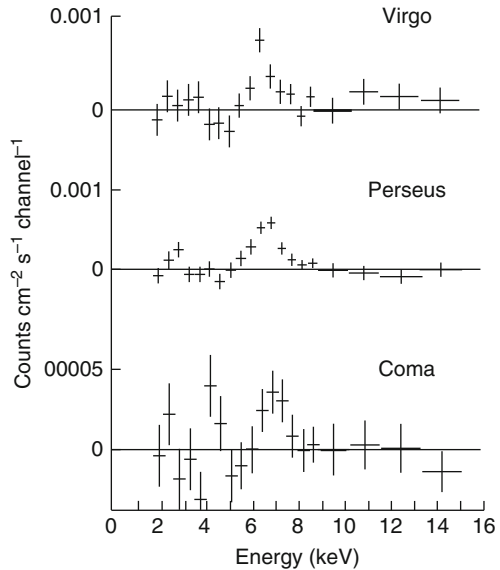 Virgo
0.001
0
Perseus
0.001
0
Coma
00005
0
Counts cm⁻² s⁻¹ channel⁻¹
0 2 4 6 8 10 12 14 16
Energy (keV)